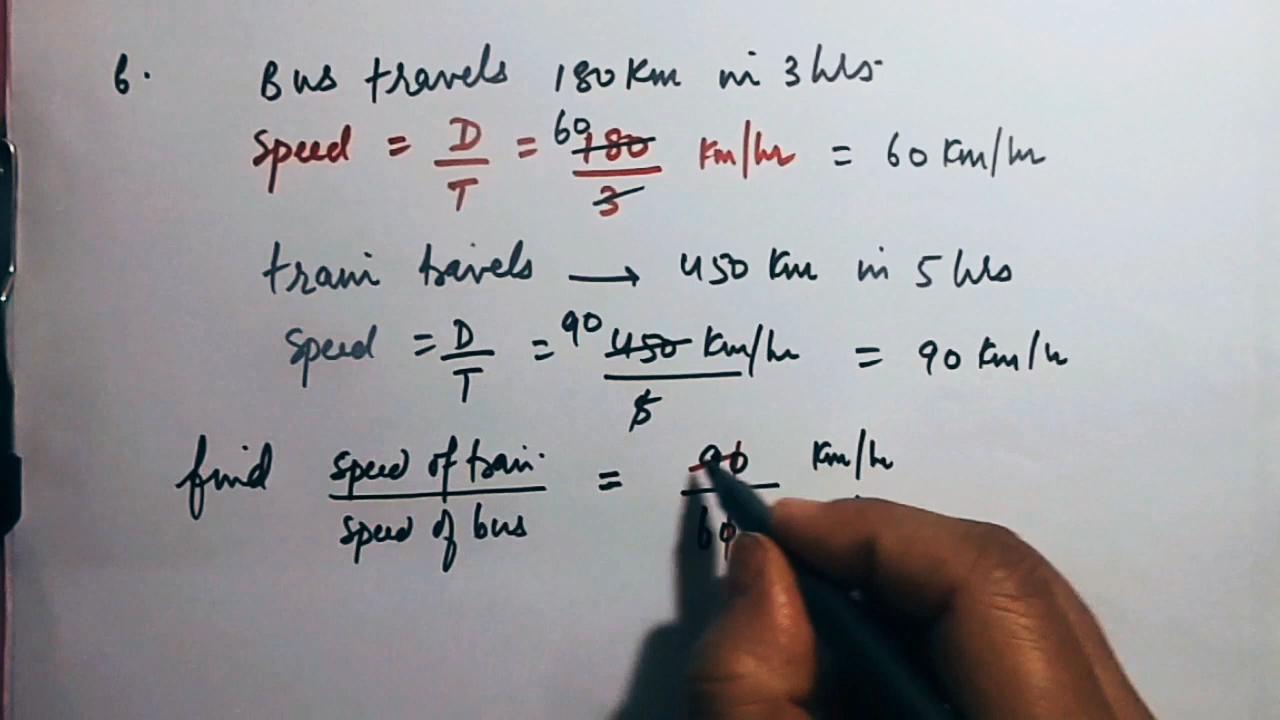 6. Bus travels 180 Km in 3 hrs.
Speed = D/T = 60 180/3 Km/hr = 60 Km/hr
train travels → 450 Km in 5 hrs
Speed = D/T = 90 450/5 Km/hr = 90 Km/h
find speed of train/speed of bus = 90/60 Km/hr